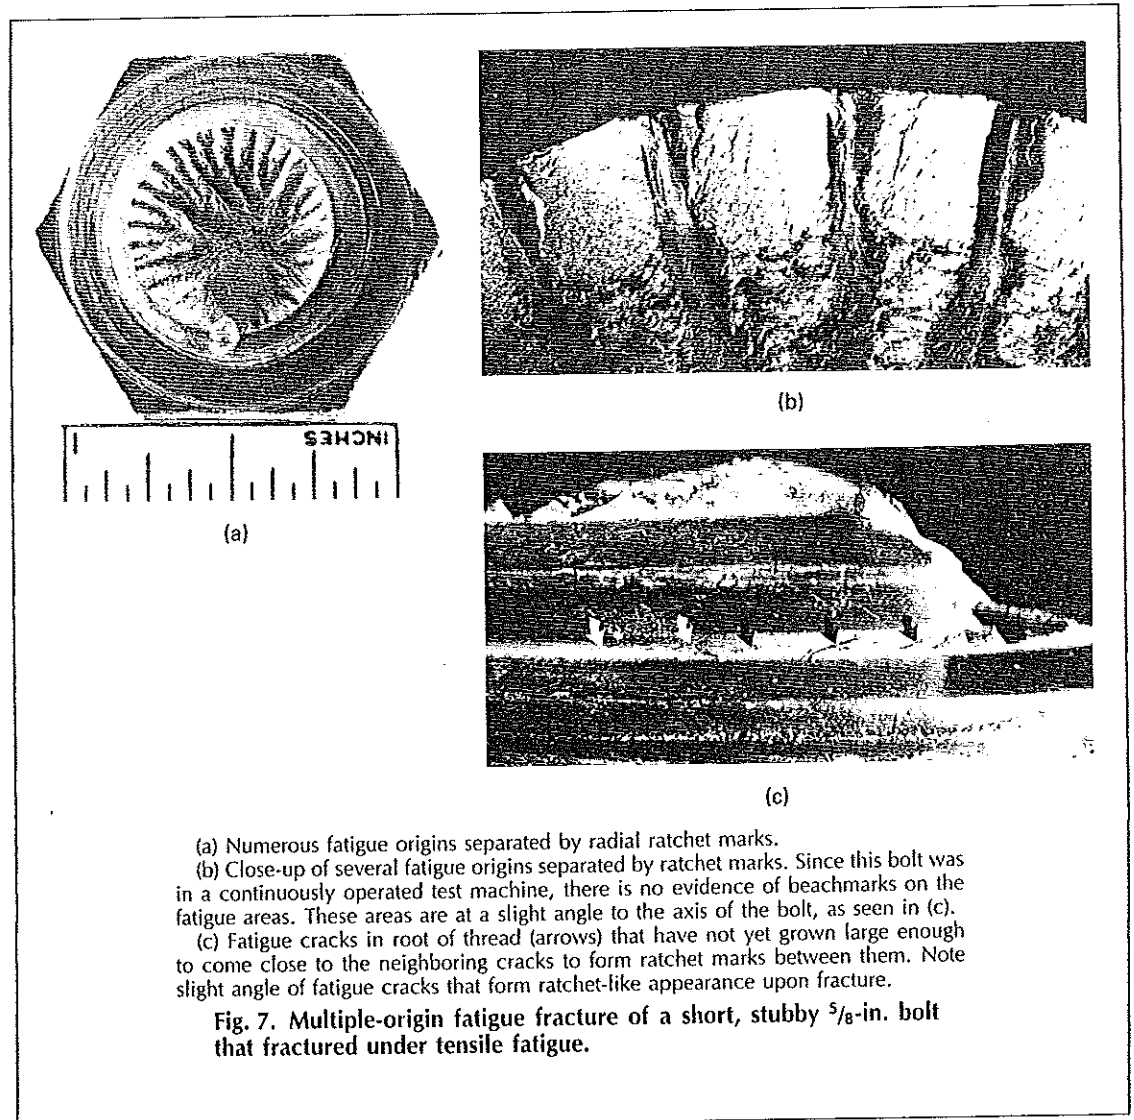 1
INCHES
(a)
(b)
(c)
(a) Numerous fatigue origins separated by radial ratchet marks.
(b) Close-up of several fatigue origins separated by ratchet marks. Since this bolt was
in a continuously operated test machine, there is no evidence of beachmarks on the
fatigue areas. These areas are at a slight angle to the axis of the bolt, as seen in (c).
(c) Fatigue cracks in root of thread (arrows) that have not yet grown large enough
to come close to the neighboring cracks to form ratchet marks between them. Note
slight angle of fatigue cracks that form ratchet-like appearance upon fracture.
Fig. 7. Multiple-origin fatigue fracture of a short, stubby 5/8-in. bolt
that fractured under tensile fatigue.